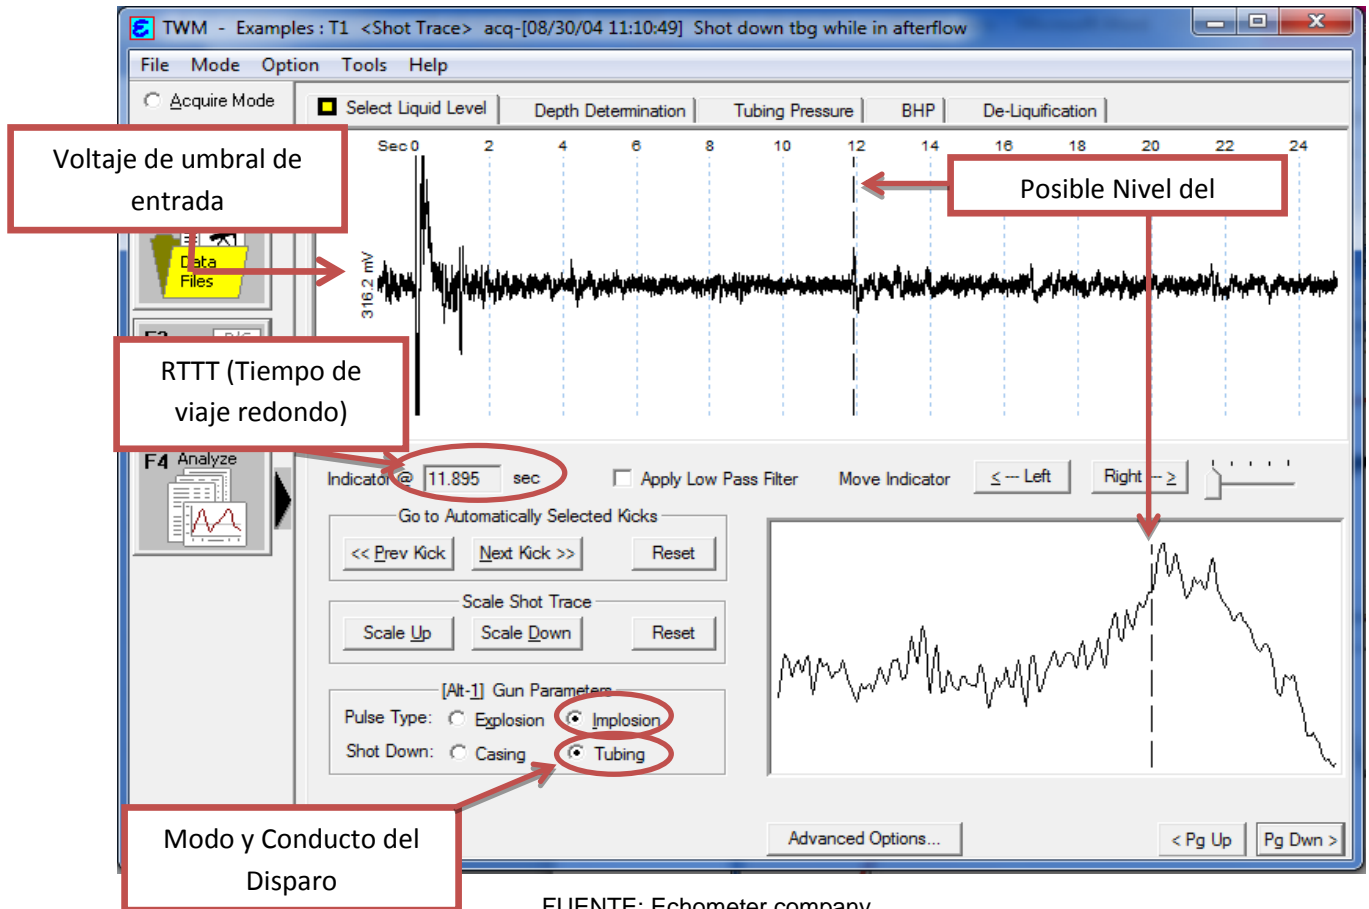 TWM - Examples : T1 <Shot Trace> acq-[08/30/04 11:10:49] Shot down tbg while in afterflow
File Mode Option Tools Help
Acquire Mode
Select Liquid Level Depth Determination Tubing Pressure BHP De-Liquification
Voltaje de umbral de
entrada
Sec 0 2 4 6 8 10 12 14 16 18 20 22 24
Posible Nivel del
Data
Files
316.2 mV
RTTT (Tiempo de
viaje redondo)
F4 Analyze
Indicator @ 11.895 sec Apply Low Pass Filter Move Indicator < --- Left Right --- >
Go to Automatically Selected Kicks
<< Prev Kick Next Kick >> Reset
Scale Shot Trace
Scale Up Scale Down Reset
[Alt-1] Gun Parameters
Pulse Type: Explosion Implosion
Shot Down: Casing Tubing
Modo y Conducto del
Disparo
Advanced Options... < Pg Up Pg Dwn >
FUENTE: Echometer company